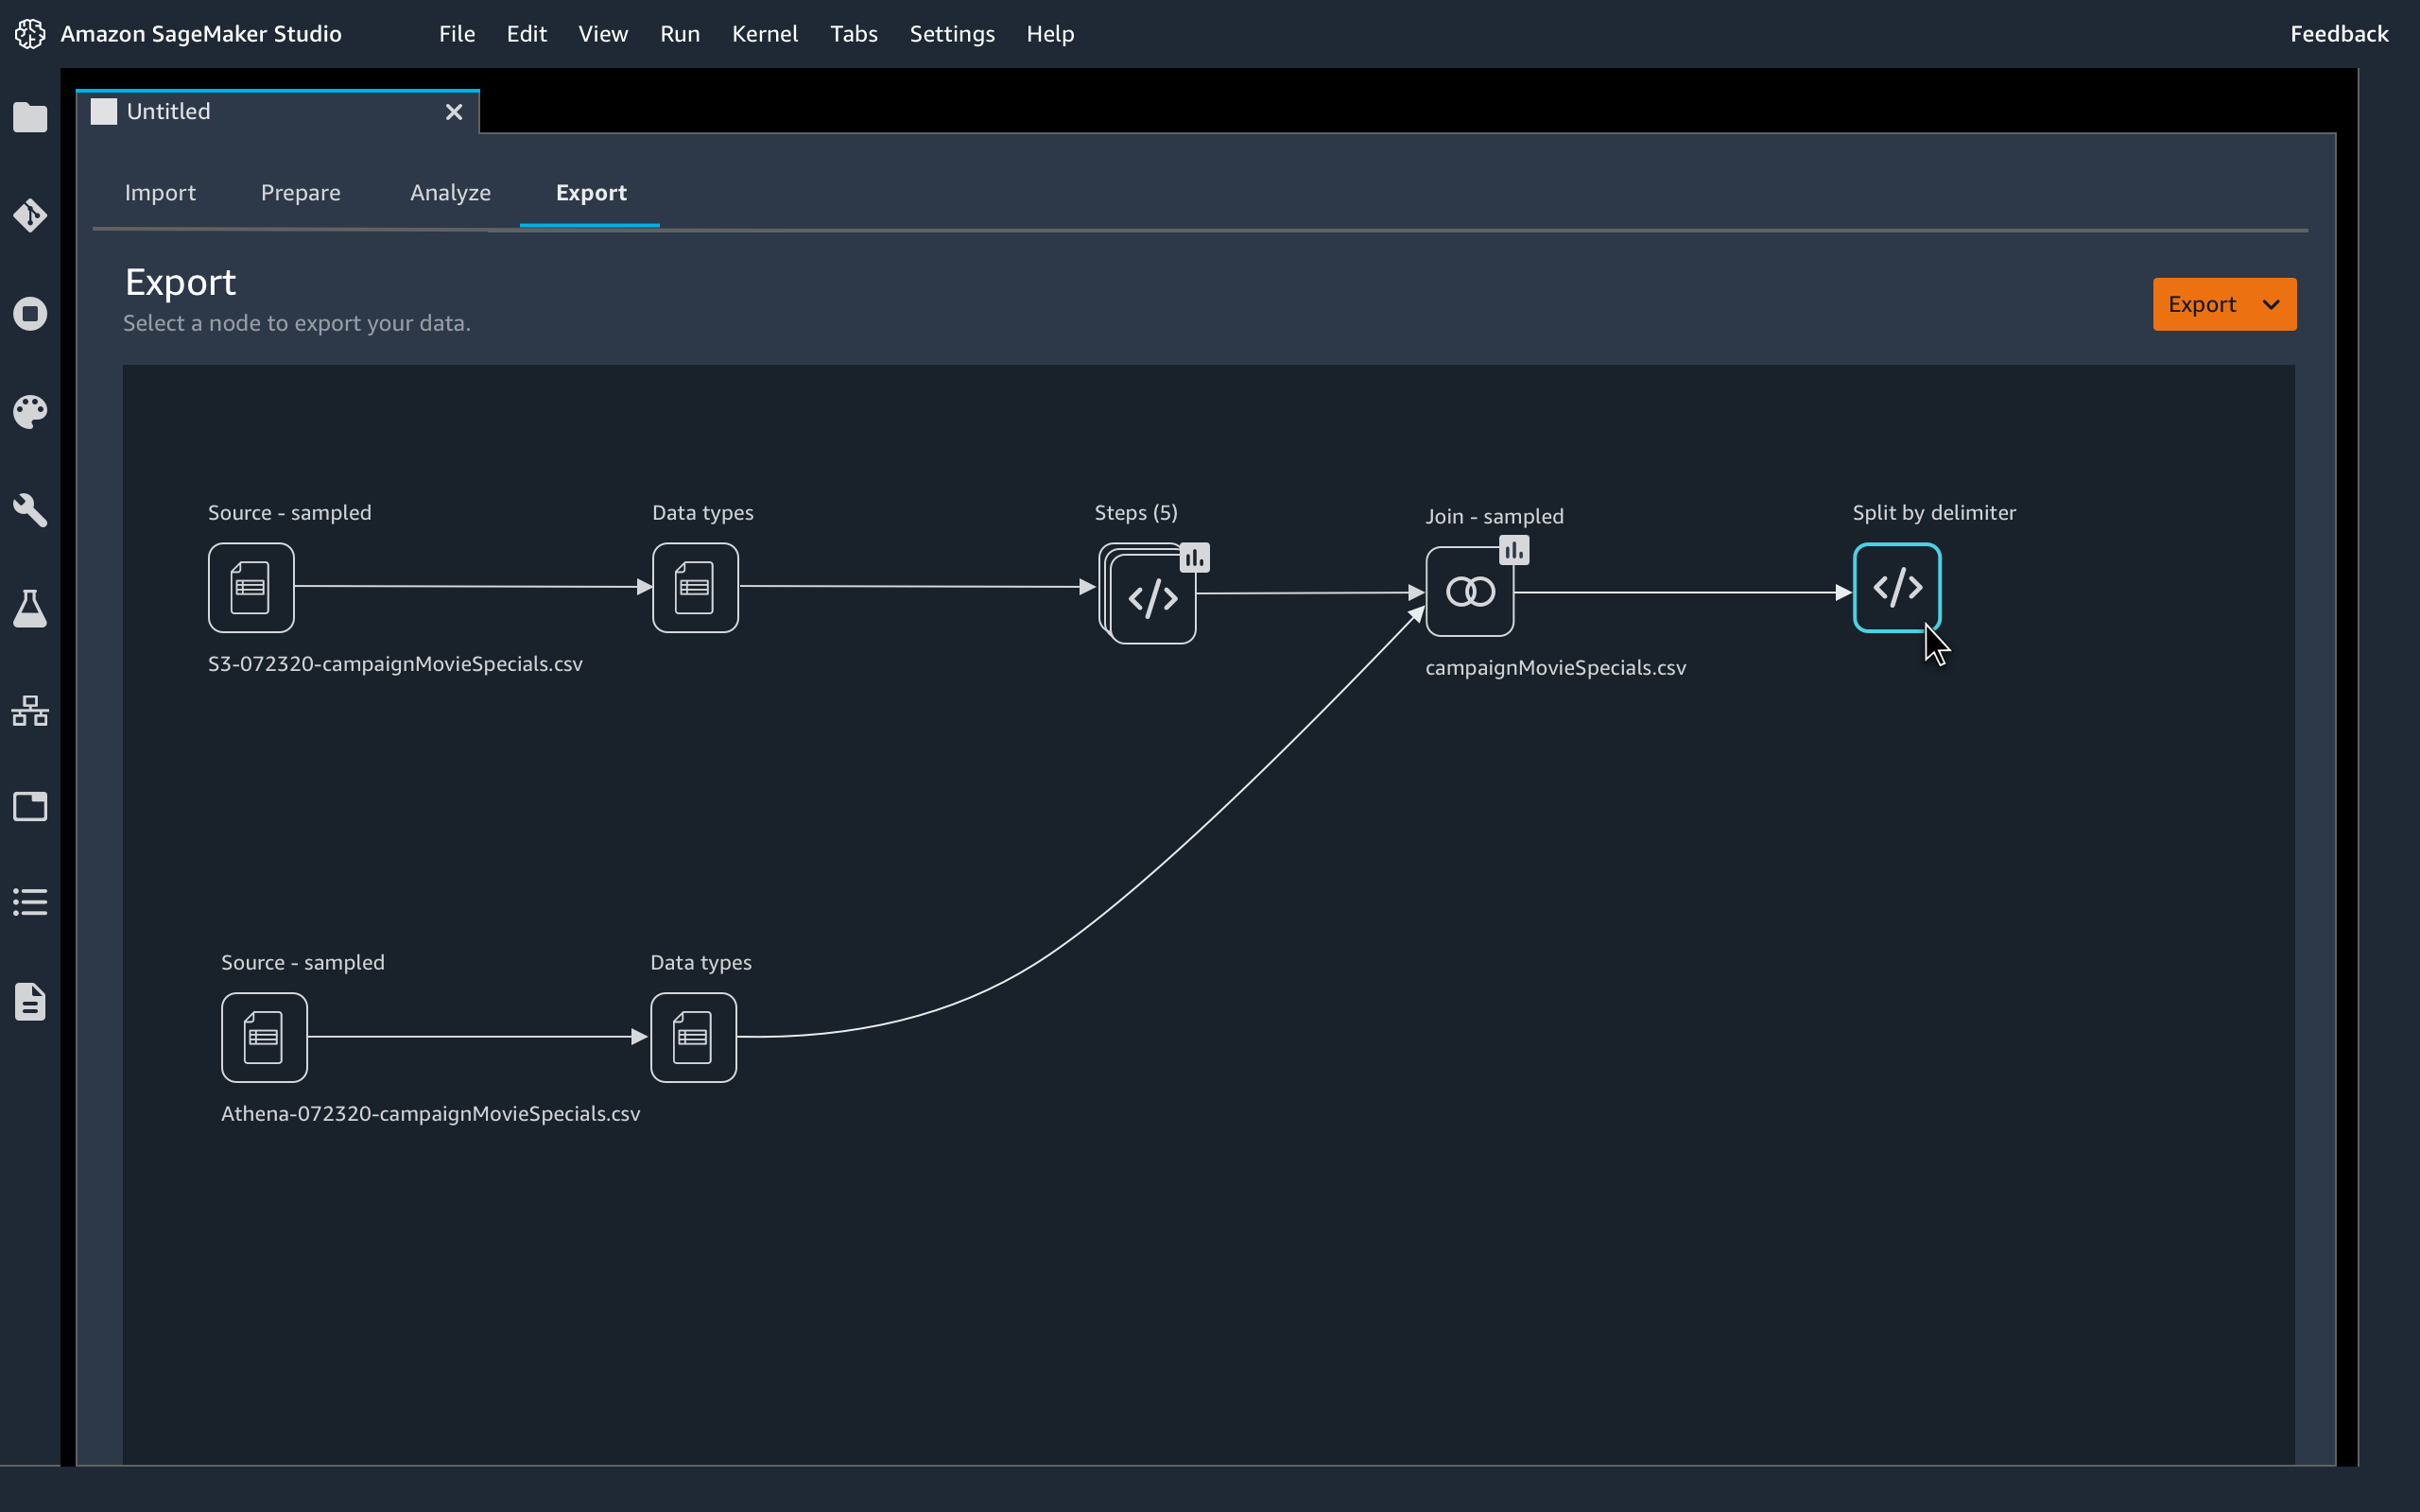 Amazon SageMaker Studio File Edit View Run Kernel Tabs Settings Help Feedback
Untitled
Import Prepare Analyze Export
Export
Select a node to export your data.
Export
Source - sampled
Data types
Steps (5)
Join - sampled
Split by delimiter
S3-072320-campaignMovieSpecials.csv
campaignMovieSpecials.csv
Source - sampled
Data types
Athena-072320-campaignMovieSpecials.csv